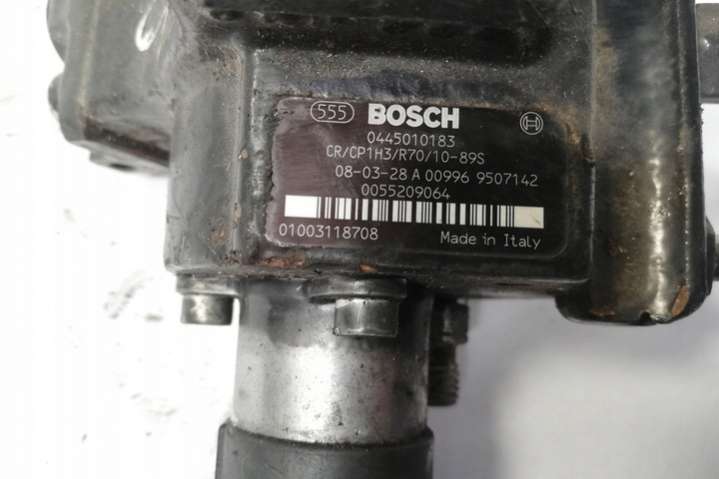 555 BOSCH
0445010183
CR/CP1H3/R70/10-89S
08-03-28 A 00996 9507142
0055209064
01003118708 Made in Italy